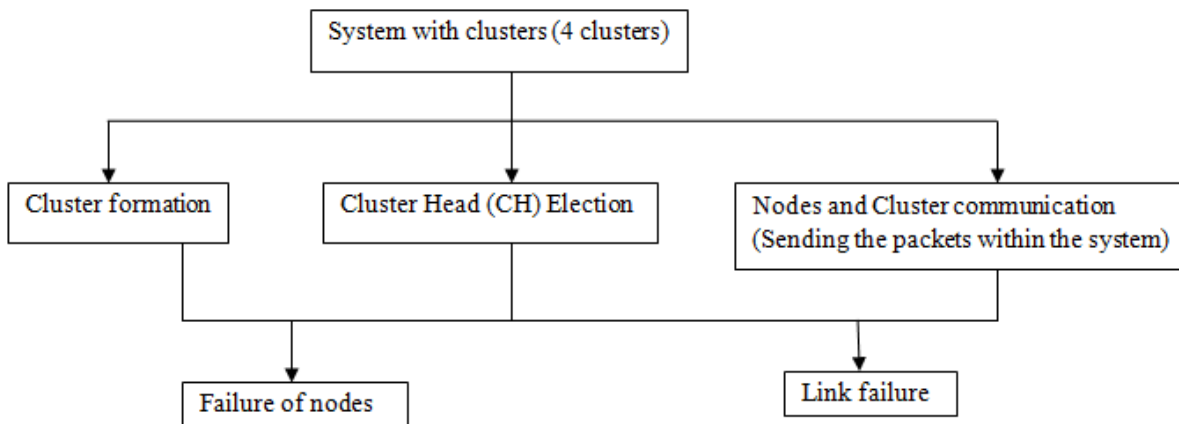 System with clusters (4 clusters)
Cluster formation
Cluster Head (CH) Election
Nodes and Cluster communication
(Sending the packets within the system)
Failure of nodes
Link failure